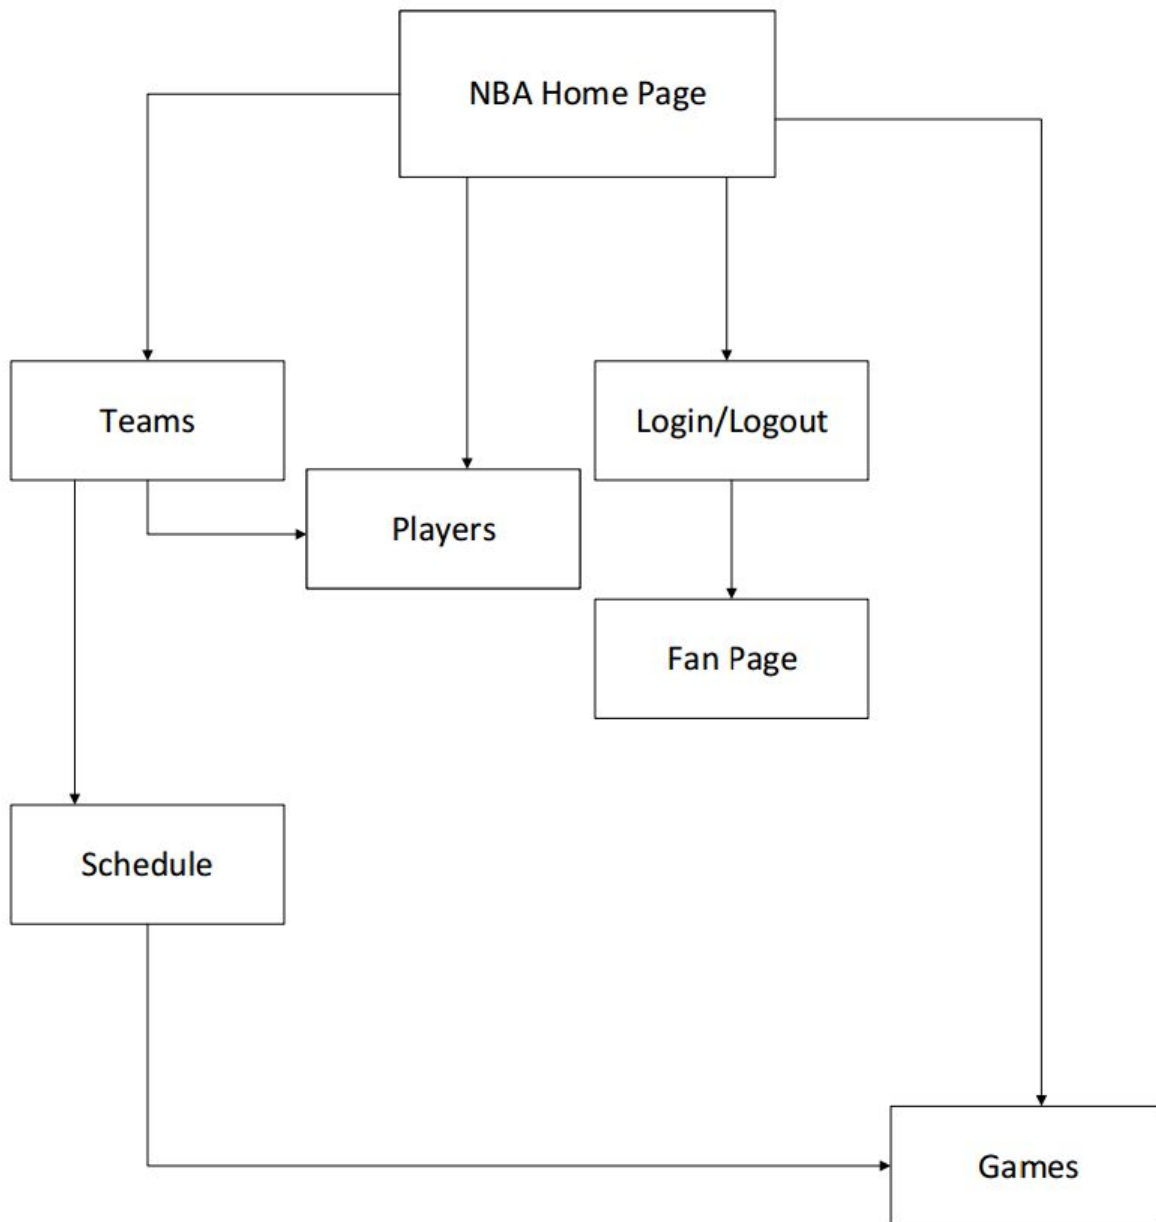 NBA Home Page
Teams
Login/Logout
Players
Fan Page
Schedule
Games